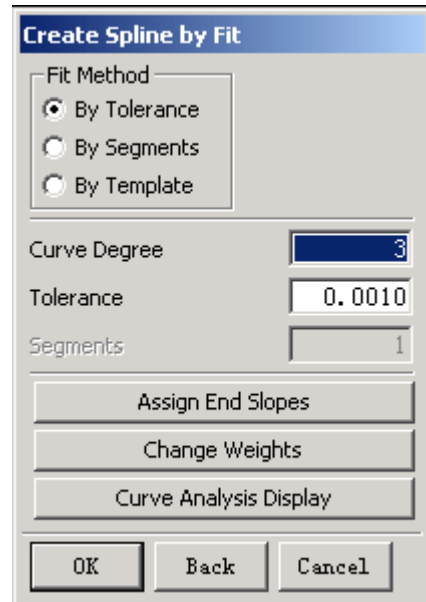 Create Spline by Fit
Fit Method
By Tolerance
By Segments
By Template
Curve Degree 3
Tolerance 0.0010
Segments 1
Assign End Slopes
Change Weights
Curve Analysis Display
OK Back Cancel